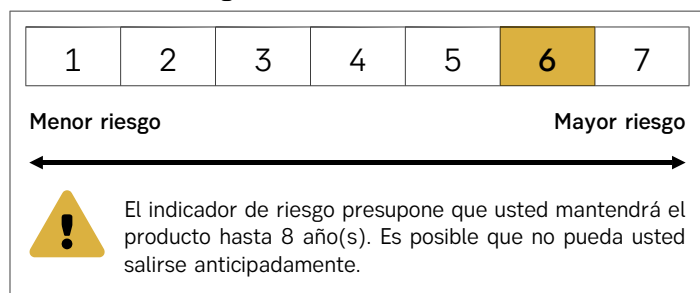 1 2 3 4 5 6 7
Menor riesgo Mayor riesgo
El indicador de riesgo presupone que usted mantendrá el
producto hasta 8 año(s). Es posible que no pueda usted
salirse anticipadamente.